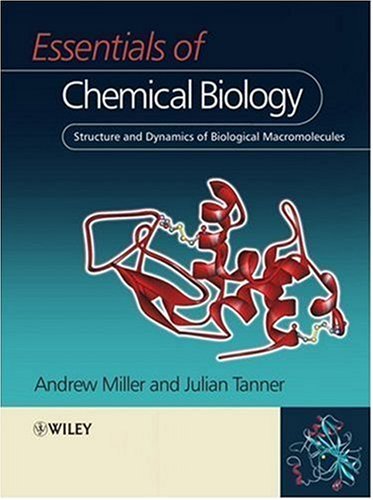 Essentials of
Chemical Biology
Structure and Dynamics of Biological Macromolecules
Andrew Miller and Julian Tanner
WILEY